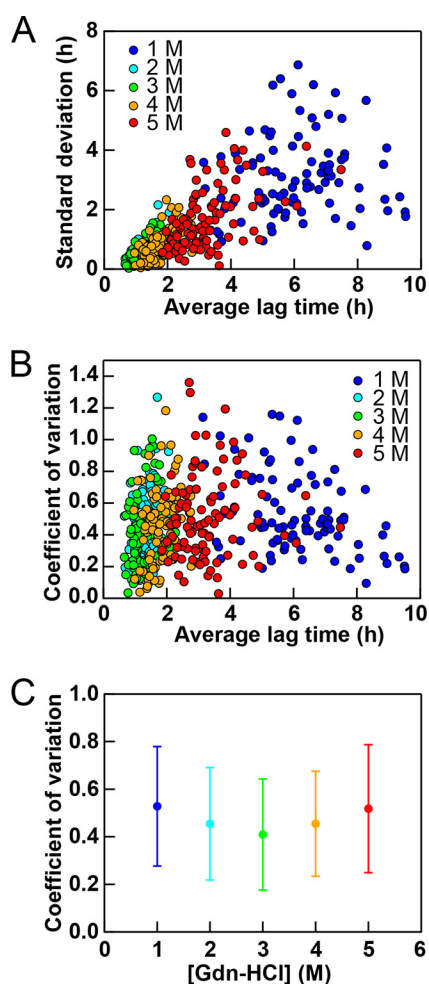 A
Standard deviation (h)
8
6
4
2
0
1 M
2 M
3 M
4 M
5 M
0 2 4 6 8 10
Average lag time (h)
B
Coefficient of variation
1.4
1.2
1.0
0.8
0.6
0.4
0.2
0.0
1 M
2 M
3 M
4 M
5 M
0 2 4 6 8 10
Average lag time (h)
C
Coefficient of variation
1.0
0.8
0.6
0.4
0.2
0.0
0 1 2 3 4 5 6
[Gdn-HCl] (M)